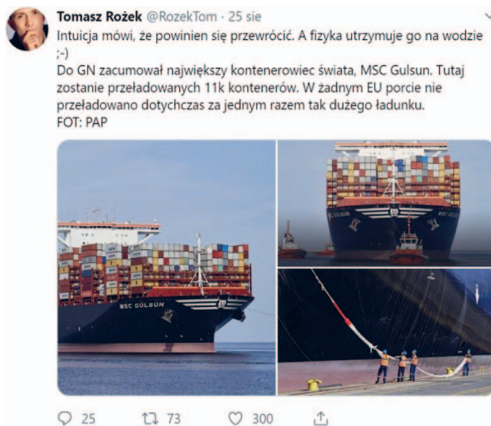 Tomasz Rożek @RozekTom · 25 sie
Intuicja mówi, że powinien się przewrócić. A fizyka utrzymuje go na wodzie
;-)
Do GN zacumował największy kontenerowiec świata, MSC Gulsun. Tutaj
zostanie przeładowanych 11k kontenerów. W żadnym EU porcie nie
przeładowano dotychczas za jednym razem tak dużego ładunku.
FOT: PAP
MSC GÜLSÜN
25 73 300